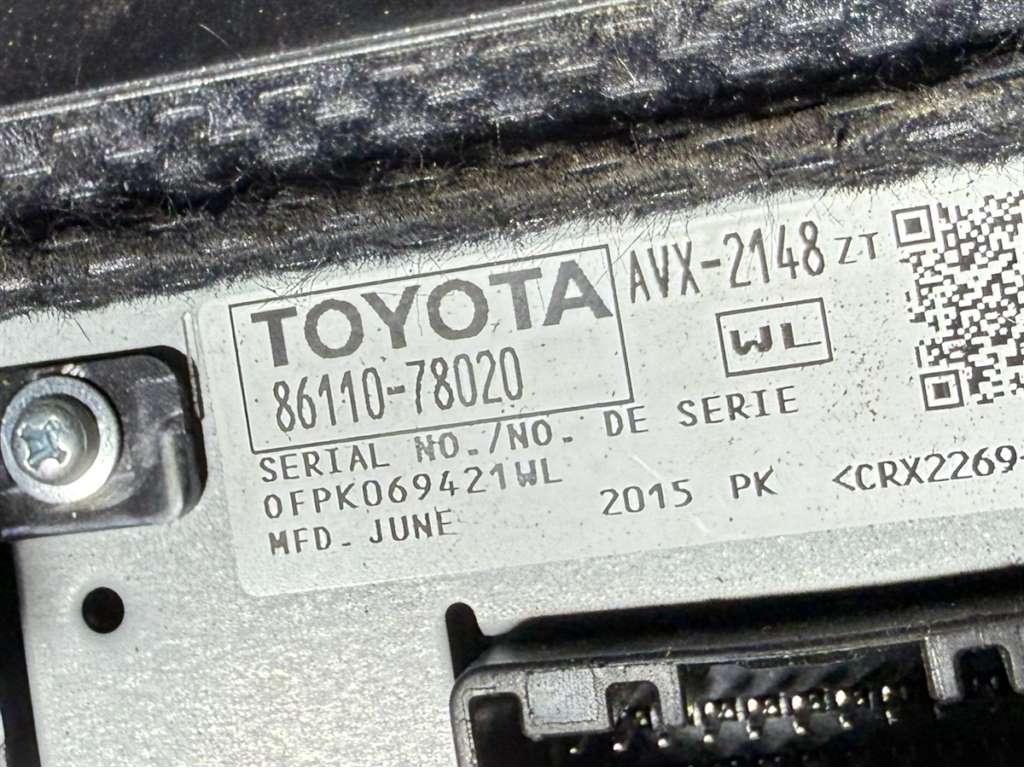 TOYOTA
86110-78020
AVX-2148 ZT
WL
SERIAL NO./NO. DE SERIE
0FPK069421WL
MFD. JUNE 2015 PK <CRX2269-